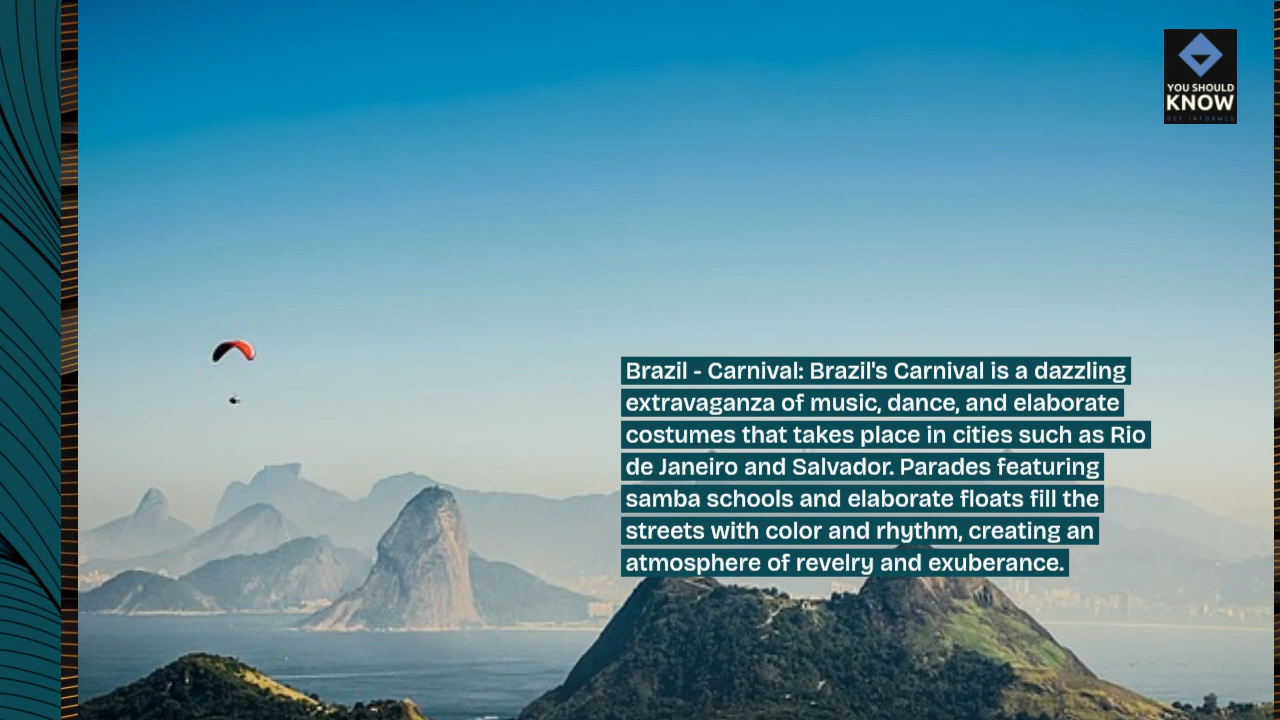 YOU SHOULD
KNOW
GET INFORMED
Brazil - Carnival: Brazil's Carnival is a dazzling
extravaganza of music, dance, and elaborate
costumes that takes place in cities such as Rio
de Janeiro and Salvador. Parades featuring
samba schools and elaborate floats fill the
streets with color and rhythm, creating an
atmosphere of revelry and exuberance.